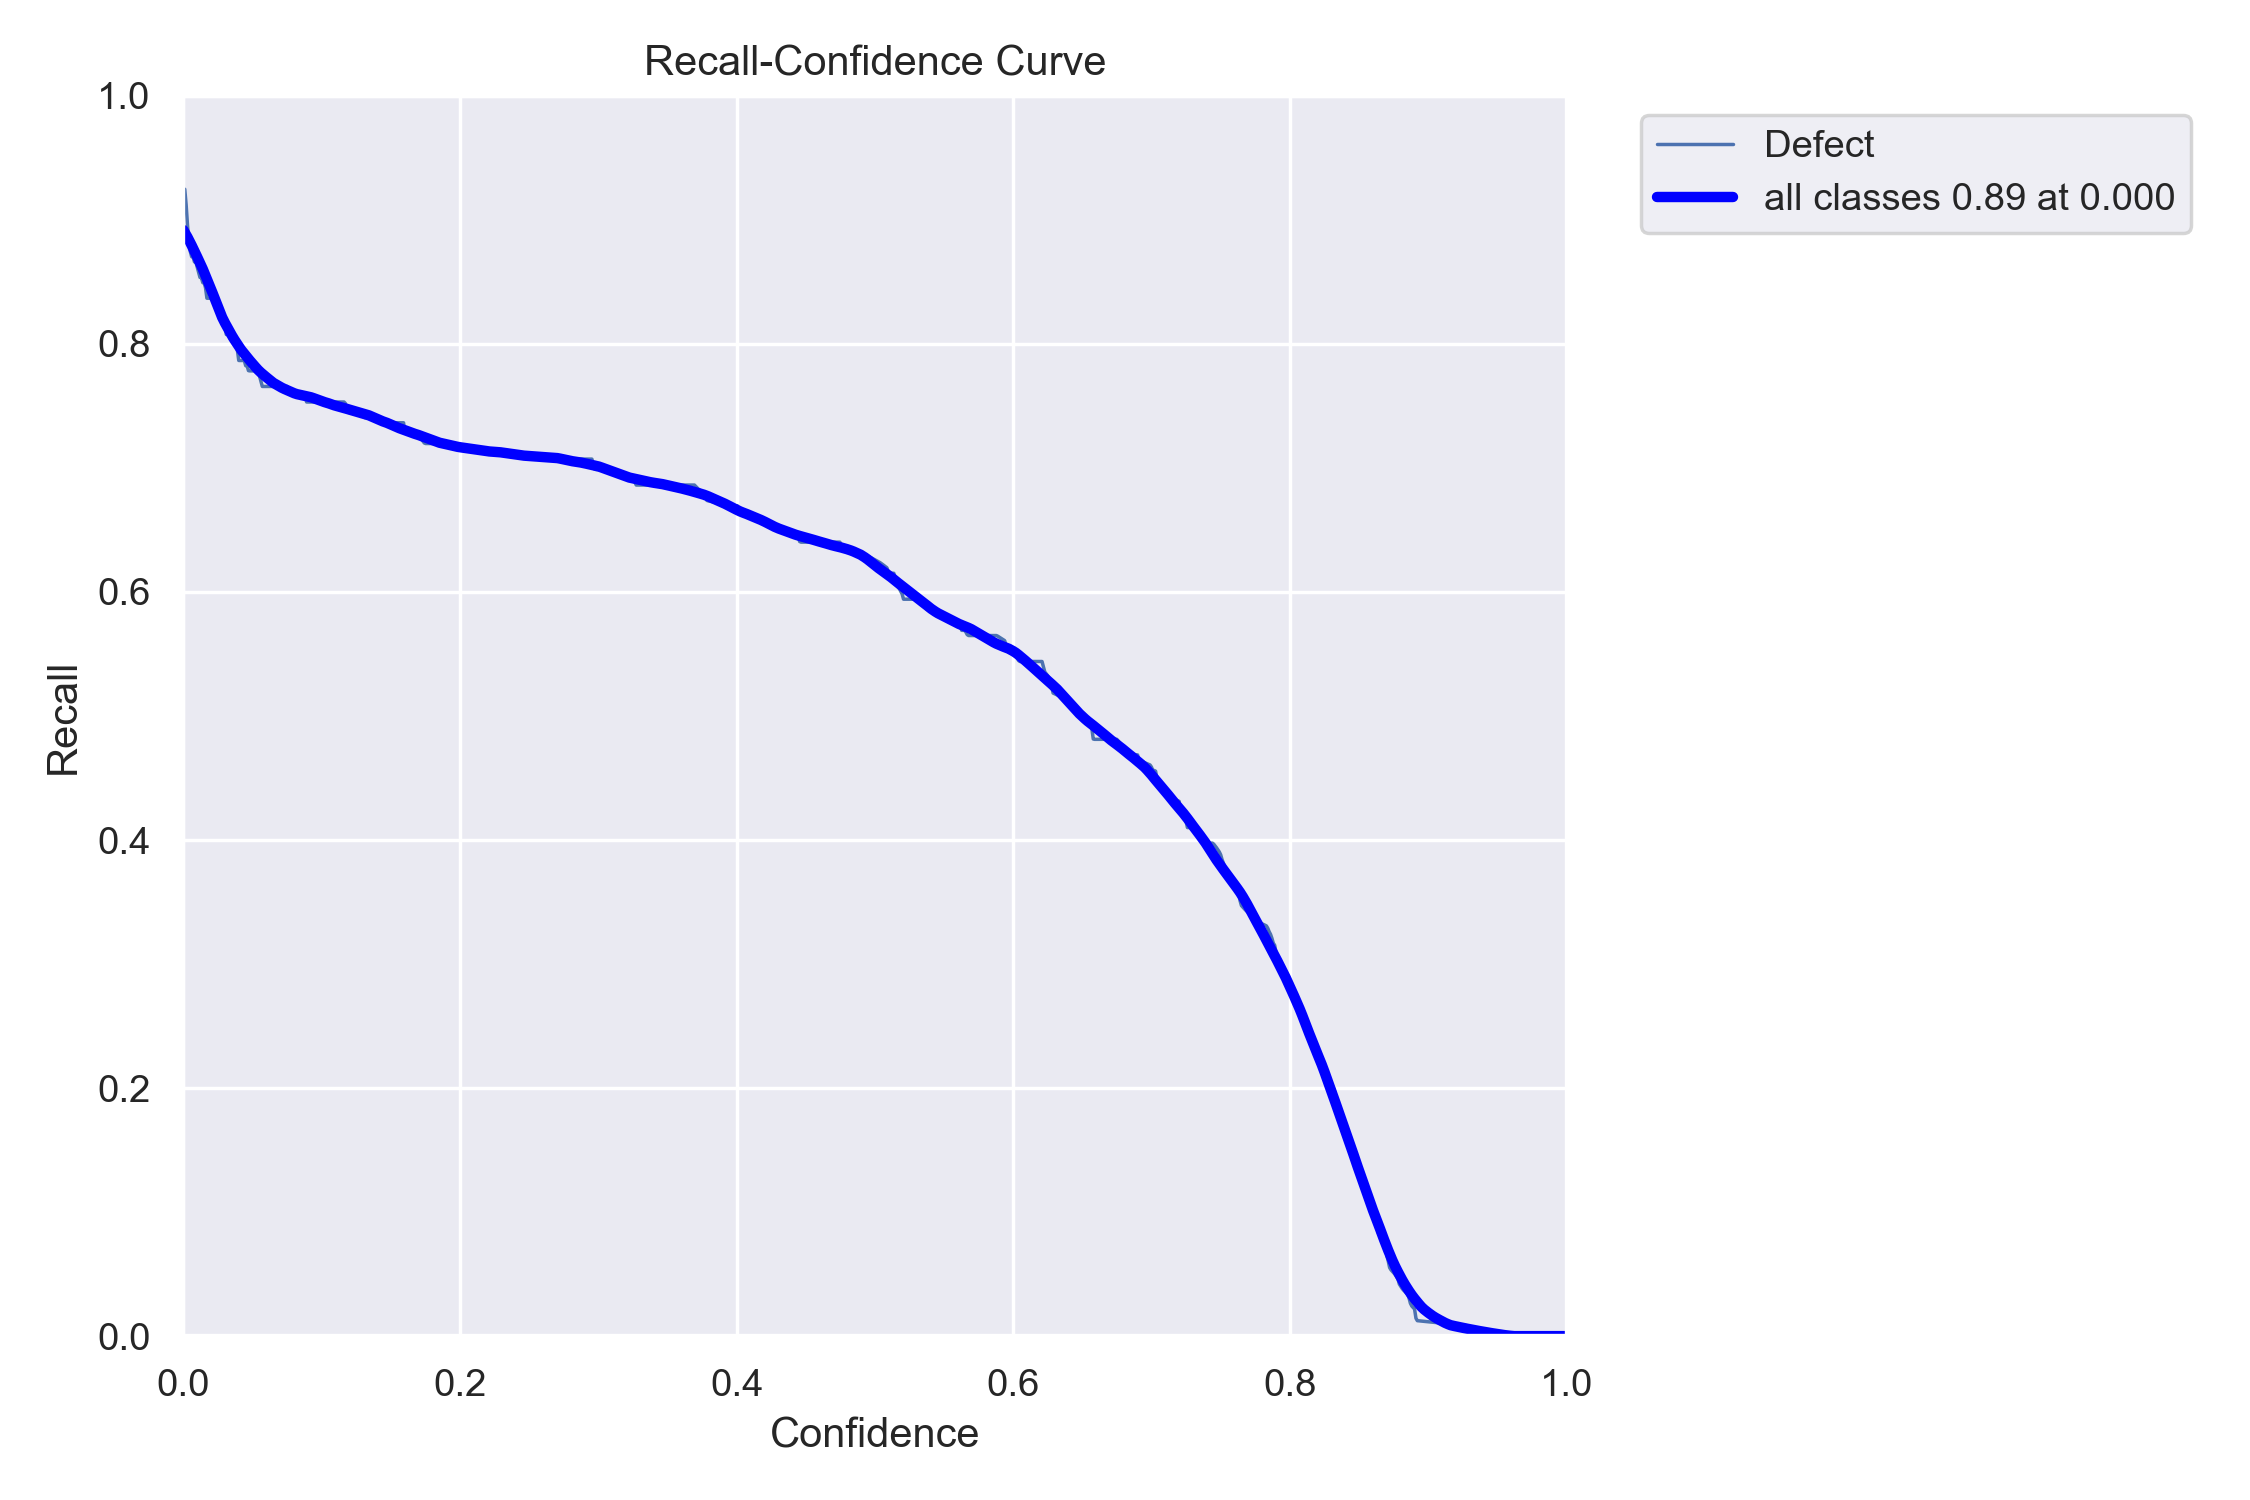 Recall-Confidence Curve
1.0
0.8
0.6
0.4
0.2
0.0
Recall
0.0 0.2 0.4 0.6 0.8 1.0
Confidence
Defect
all classes 0.89 at 0.000